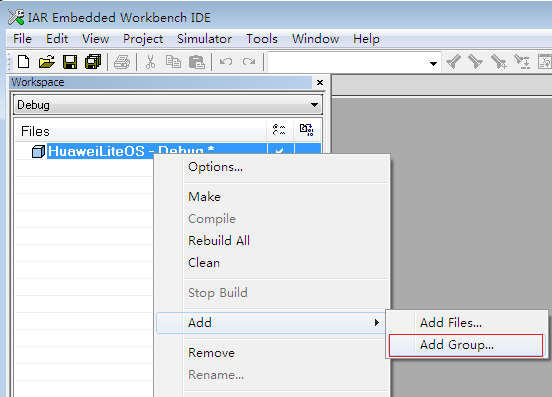 IAR Embedded Workbench IDE
File Edit View Project Simulator Tools Window Help
Workspace ×
Debug
Files
HuaweiLiteOS - Debug *
Options...
Make
Compile
Rebuild All
Clean
Stop Build
Add
Add Files...
Add Group...
Remove
Rename...